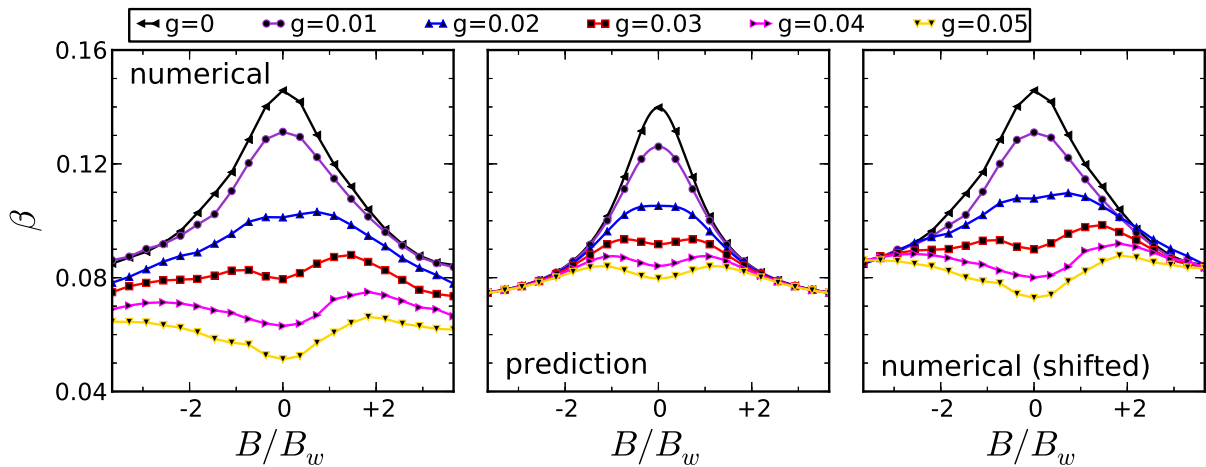 g=0 g=0.01 g=0.02 g=0.03 g=0.04 g=0.05
0.16
0.12
0.08
0.04
β
numerical
prediction
numerical (shifted)
-2 0 +2
-2 0 +2
-2 0 +2
B/B_w
B/B_w
B/B_w